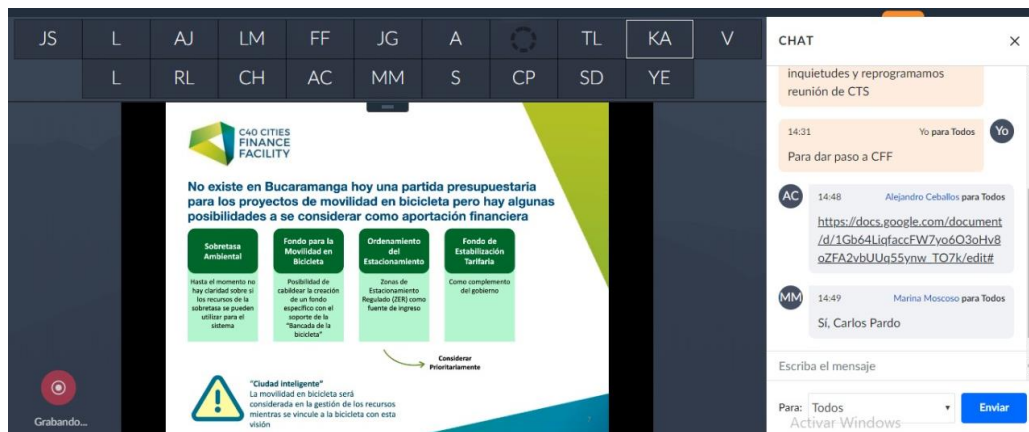 JS L AJ LM FF JG A TL KA V
L RL CH AC MM S CP SD YE
C40 CITIES
FINANCE
FACILITY
No existe en Bucaramanga hoy una partida presupuestaria
para los proyectos de movilidad en bicicleta pero hay algunas
posibilidades a se considerar como aportación financiera
Sobretasa
Ambiental
Hasta el momento no
hay claridad sobre si
los recursos de la
sobretasa se pueden
utilizar para el
sistema
Fondo para la
Movilidad en
Bicicleta
Posibilidad de
cabildear la creación
de un fondo
específico con el
soporte de la
"Bancada de la
bicicleta"
Ordenamiento
del
Estacionamiento
Zonas de
Estacionamiento
Regulado (ZER) como
fuente de ingreso
Fondo de
Estabilización
Tarifaria
Como complemento
del gobierno
Considerar
Prioritariamente
"Ciudad inteligente"
La movilidad en bicicleta será
considerada en la gestión de los recursos
mientras se vincule a la bicicleta con esta
visión
Grabando...
CHAT
inquietudes y reprogramamos
reunión de CTS
14:31 Yo para Todos
Yo
Para dar paso a CFF
AC
14:48 Alejandro Ceballos para Todos
https://docs.google.com/document
/d/1Gb64LiqfaccFW7yo6O3oHv8
oZFA2vbUUq55ynw_TO7k/edit#
MM
14:49 Marina Moscoso para Todos
Sí, Carlos Pardo
Escriba el mensaje
Para: Todos
Enviar
Activar Windows